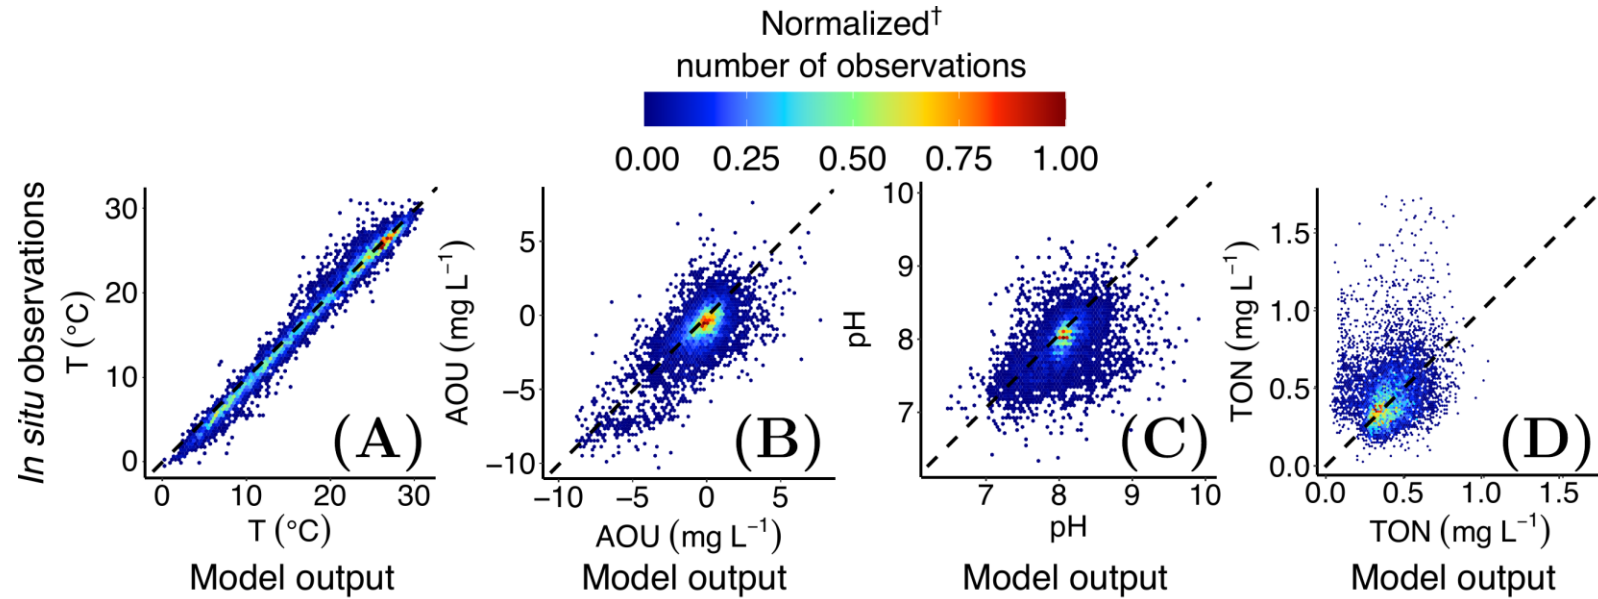 Normalized†
number of observations
0.00 0.25 0.50 0.75 1.00
In situ observations
T (°C)
30
20
10
0
(A)
0 10 20 30
T (°C)
Model output
AOU (mg L−1)
5
0
−5
−10
(B)
−10 −5 0 5
AOU (mg L−1)
Model output
pH
10
9
8
7
(C)
7 8 9 10
pH
Model output
TON (mg L−1)
1.5
1.0
0.5
0.0
(D)
0.0 0.5 1.0 1.5
TON (mg L−1)
Model output